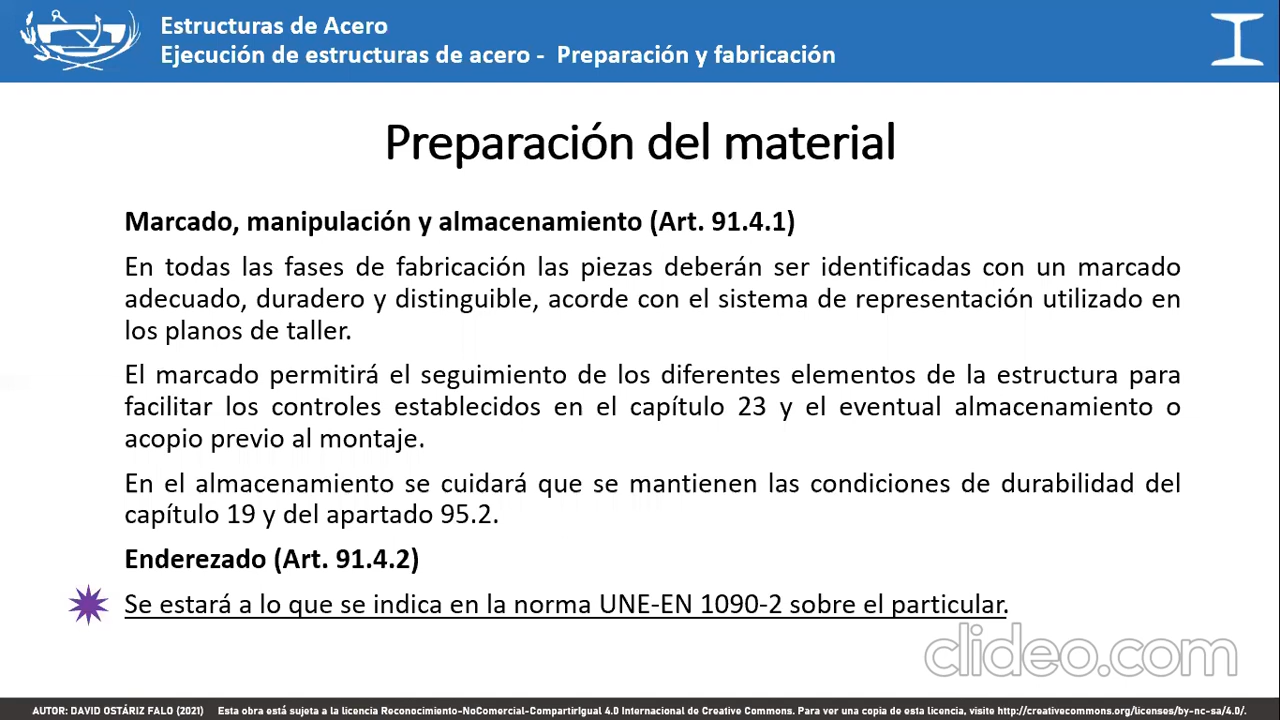 Estructuras de Acero
Ejecución de estructuras de acero - Preparación y fabricación
Preparación del material
Marcado, manipulación y almacenamiento (Art. 91.4.1)
En todas las fases de fabricación las piezas deberán ser identificadas con un marcado
adecuado, duradero y distinguible, acorde con el sistema de representación utilizado en
los planos de taller.
El marcado permitirá el seguimiento de los diferentes elementos de la estructura para
facilitar los controles establecidos en el capítulo 23 y el eventual almacenamiento o
acopio previo al montaje.
En el almacenamiento se cuidará que se mantienen las condiciones de durabilidad del
capítulo 19 y del apartado 95.2.
Enderezado (Art. 91.4.2)
Se estará a lo que se indica en la norma UNE-EN 1090-2 sobre el particular.
clideo.com
AUTOR: DAVID OSTÁRIZ FALO (2021) Esta obra está sujeta a la licencia Reconocimiento-NoComercial-CompartirIgual 4.0 Internacional de Creative Commons. Para ver una copia de esta licencia, visite http://creativecommons.org/licenses/by-nc-sa/4.0/.